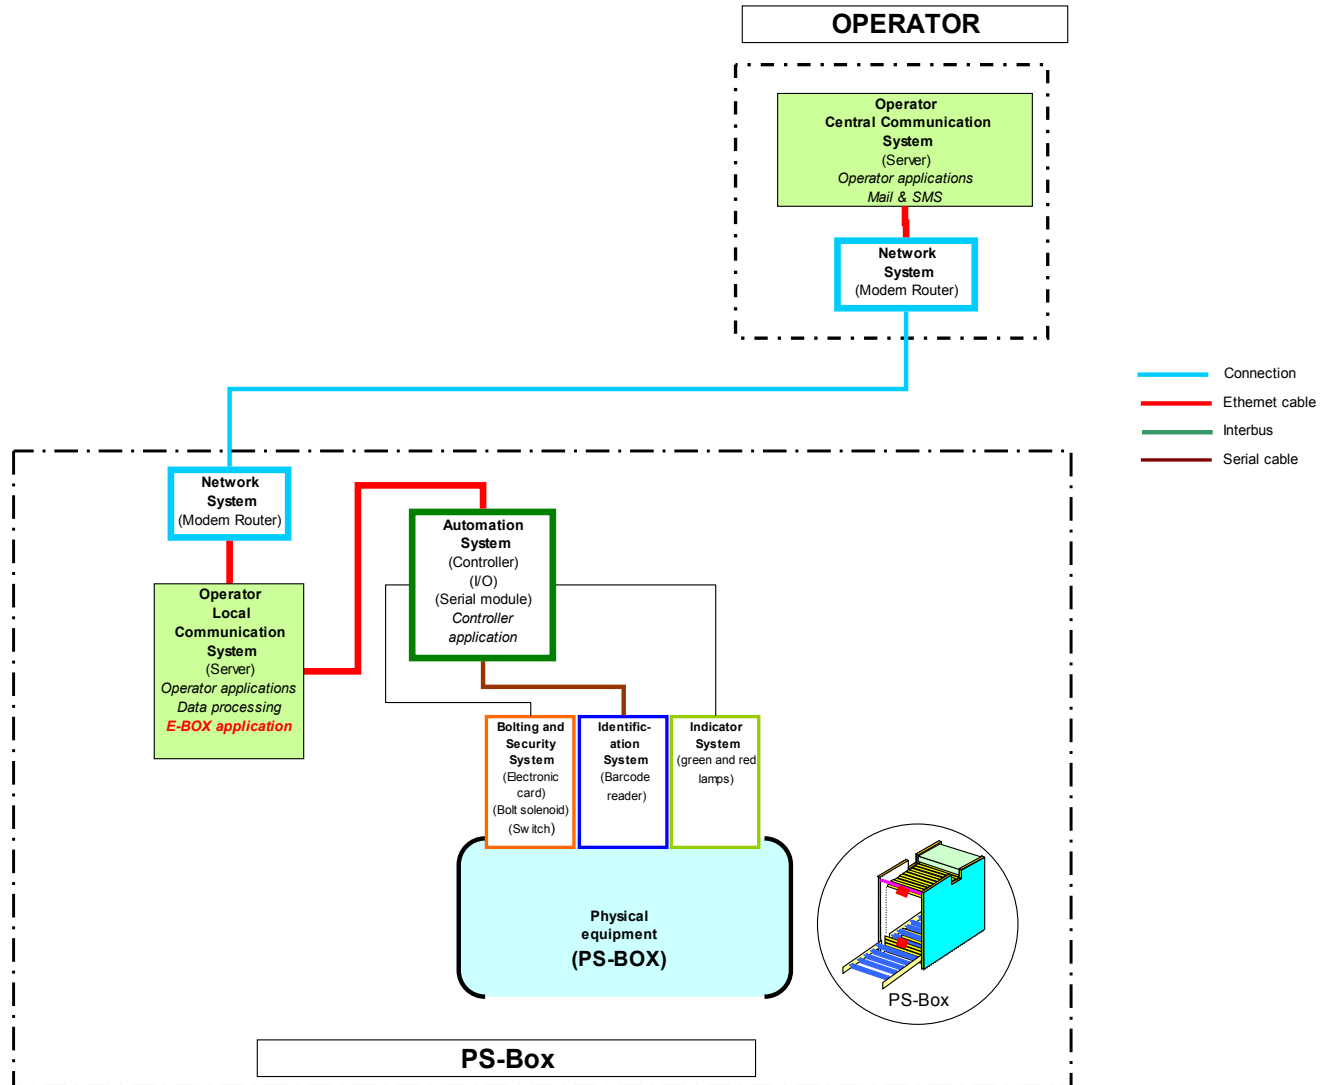 OPERATOR
Operator
Central Communication
System
(Server)
Operator applications
Mail & SMS
Network
System
(Modem Router)
Connection
Ethernet cable
Interbus
Serial cable
Network
System
(Modem Router)
Automation
System
(Controller)
(I/O)
(Serial module)
Controller
application
Operator
Local
Communication
System
(Server)
Operator applications
Data processing
E-BOX application
Bolting and
Security
System
(Electronic
card)
(Bolt solenoid)
(Switch)
Identific-
ation
System
(Barcode
reader)
Indicator
System
(green and red
lamps)
Physical
equipment
(PS-BOX)
PS-Box
PS-Box